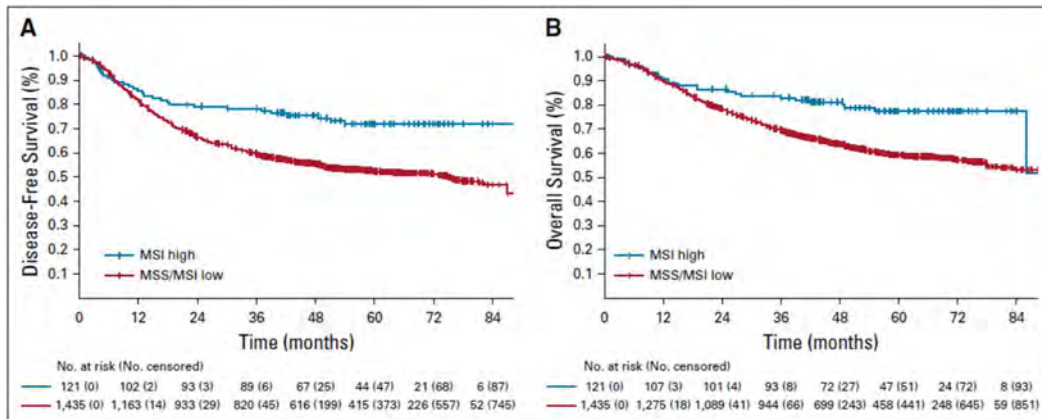 A
Disease-Free Survival (%)
1.0
0.9
0.8
0.7
0.6
0.5
0.4
0.3
0.2
0.1
MSI high
MSS/MSI low
0 12 24 36 48 60 72 84
Time (months)
No. at risk (No. censored)
121 (0) 102 (2) 93 (3) 89 (6) 67 (25) 44 (47) 21 (68) 6 (87)
1,435 (0) 1,163 (14) 933 (29) 820 (45) 616 (199) 415 (373) 226 (557) 52 (745)
B
Overall Survival (%)
1.0
0.9
0.8
0.7
0.6
0.5
0.4
0.3
0.2
0.1
MSI high
MSS/MSI low
0 12 24 36 48 60 72 84
Time (months)
No. at risk (No. censored)
121 (0) 107 (3) 101 (4) 93 (8) 72 (27) 47 (51) 24 (72) 8 (93)
1,435 (0) 1,275 (18) 1,089 (41) 944 (66) 699 (243) 458 (441) 248 (645) 59 (851)